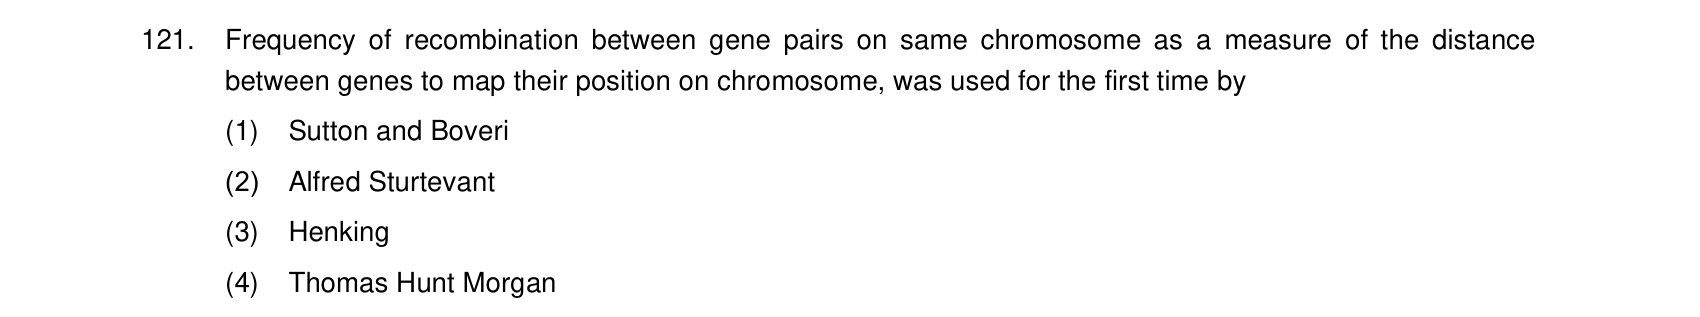 121. Frequency of recombination between gene pairs on same chromosome as a measure of the distance
between genes to map their position on chromosome, was used for the first time by
(1) Sutton and Boveri
(2) Alfred Sturtevant
(3) Henking
(4) Thomas Hunt Morgan